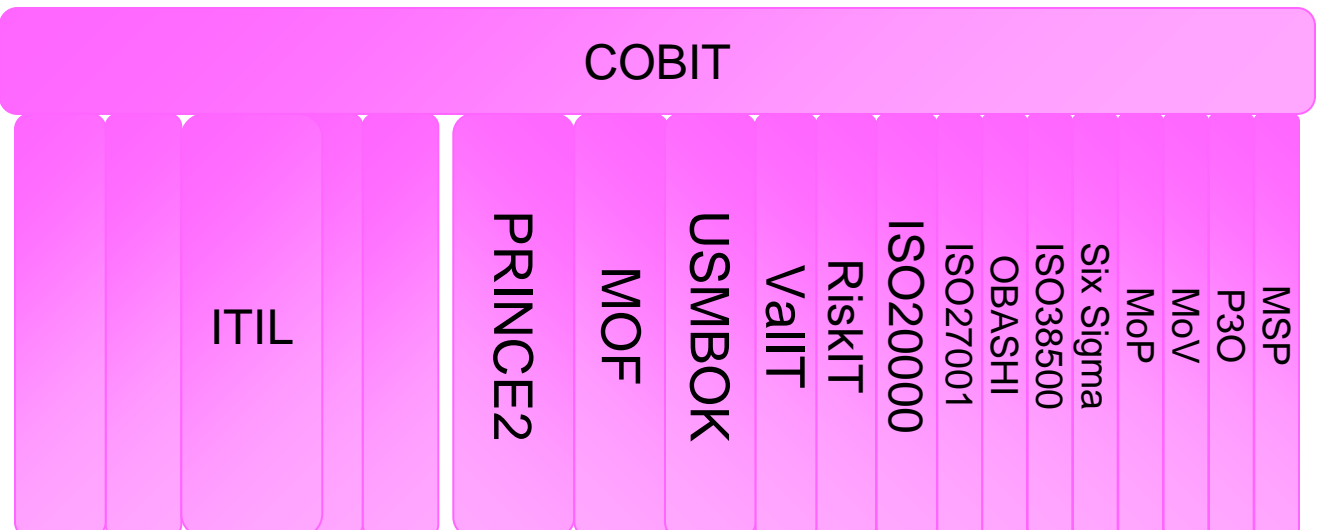 COBIT
ITIL
PRINCE2
MOF
USMBOK
ValIT
RiskIT
ISO20000
ISO27001
OBASHI
ISO38500
Six Sigma
MoP
MoV
P3O
MSP